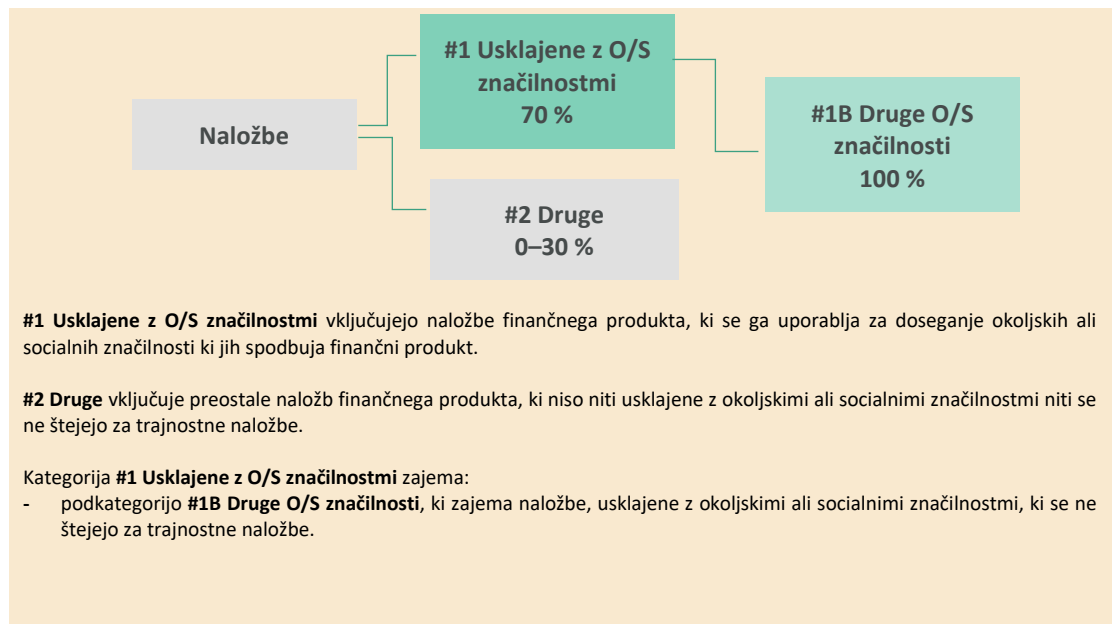 #1 Usklajene z O/S
značilnostmi
70 %
Naložbe
#1B Druge O/S
značilnosti
100 %
#2 Druge
0–30 %
#1 Usklajene z O/S značilnostmi vključujejo naložbe finančnega produkta, ki se ga uporablja za doseganje okoljskih ali
socialnih značilnosti ki jih spodbuja finančni produkt.
#2 Druge vključuje preostale naložb finančnega produkta, ki niso niti usklajene z okoljskimi ali socialnimi značilnostmi niti se
ne štejejo za trajnostne naložbe.
Kategorija #1 Usklajene z O/S značilnostmi zajema:
- podkategorijo #1B Druge O/S značilnosti, ki zajema naložbe, usklajene z okoljskimi ali socialnimi značilnostmi, ki se ne
štejejo za trajnostne naložbe.